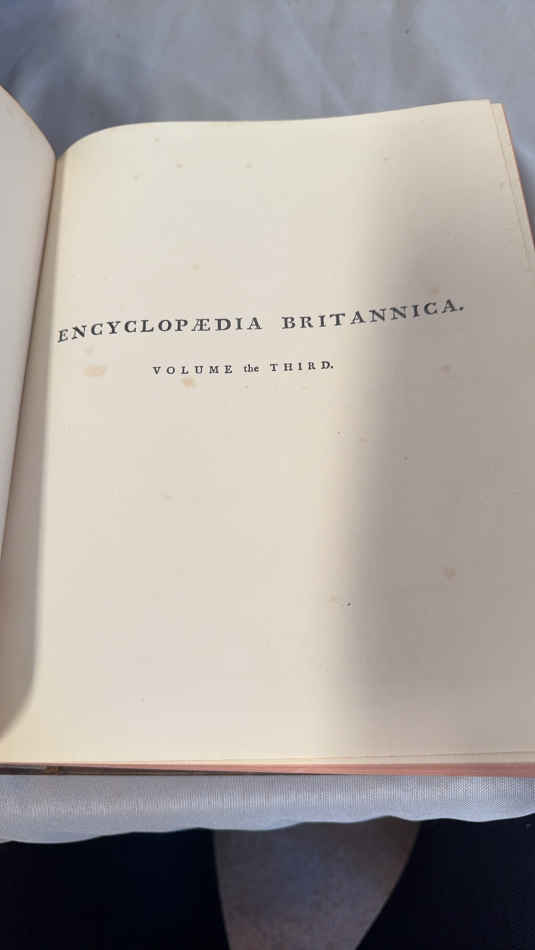 ENCYCLOPÆDIA BRITANNICA.
VOLUME the THIRD.